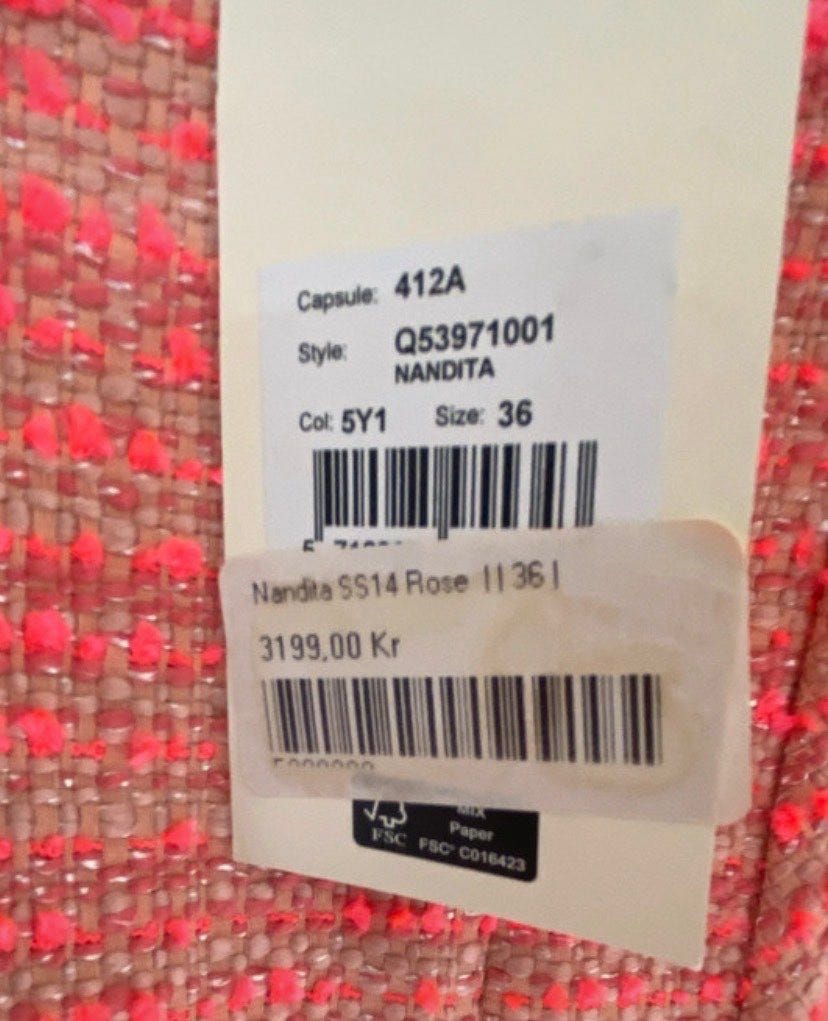 Capsule: 412A
Style: Q53971001
NANDITA
Col: 5Y1 Size: 36
Nandita SS14 Rose | | 36 |
3199,00 Kr
MIX
Paper
FSC FSC® C016423